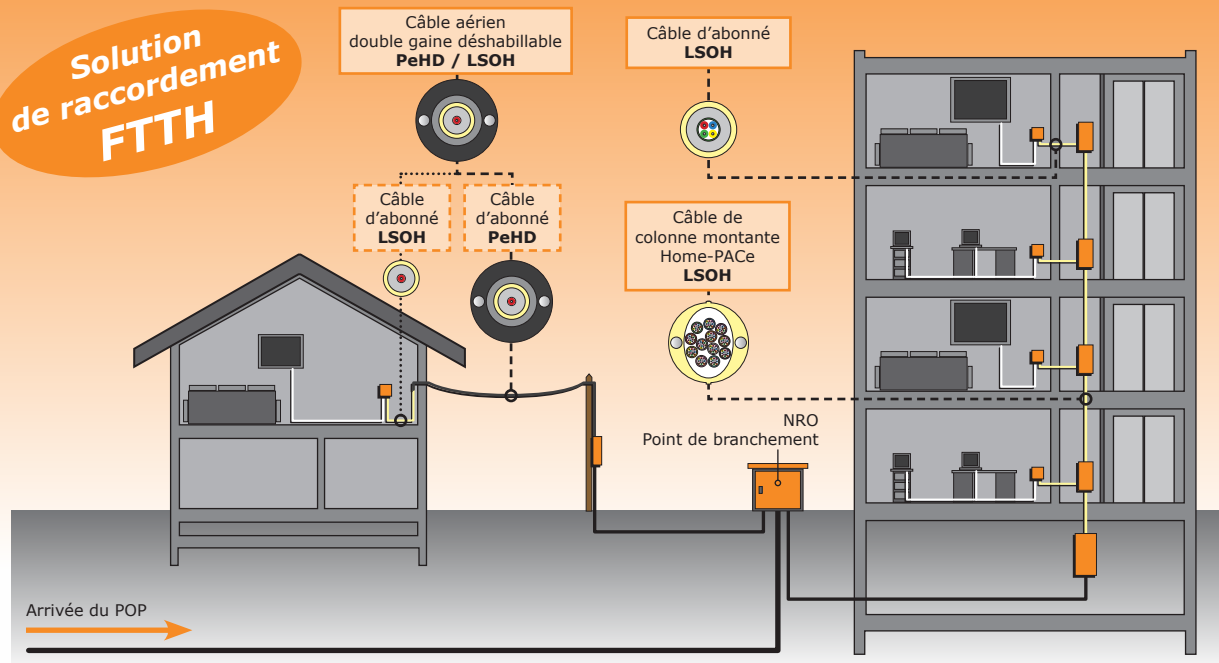 Solution
de raccordement
FTTH
Câble aérien
double gaine déshabillable
PeHD / LSOH
Câble d'abonné
LSOH
Câble
d'abonné
LSOH
Câble
d'abonné
PeHD
Câble de
colonne montante
Home-PACe
LSOH
NRO
Point de branchement
Arrivée du POP